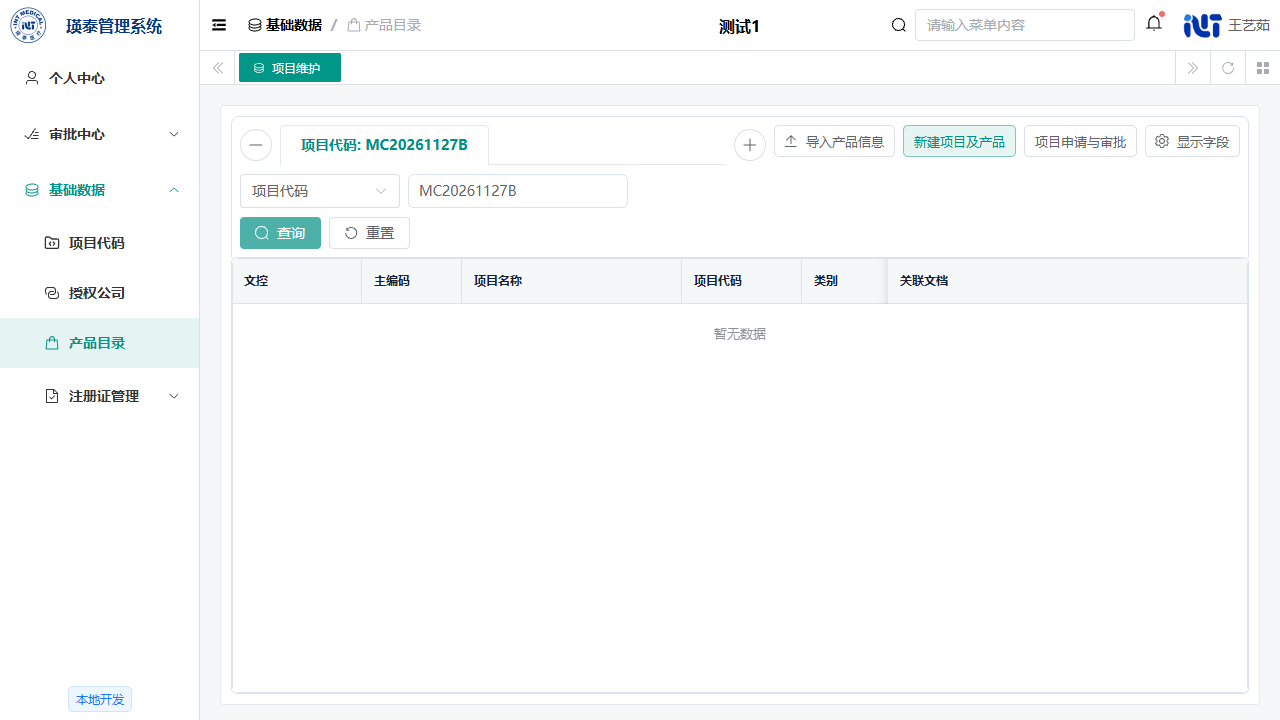 INT MEDICAL
瑛泰医疗
瑛泰管理系统
基础数据 / 产品目录
测试1
请输入菜单内容
王艺茹
个人中心
审批中心
基础数据
项目代码
授权公司
产品目录
注册证管理
本地开发
项目维护
项目代码: MC20261127B
导入产品信息
新建项目及产品
项目申请与审批
显示字段
项目代码
MC20261127B
查询
重置
文控 主编码 项目名称 项目代码 类别 关联文档
暂无数据